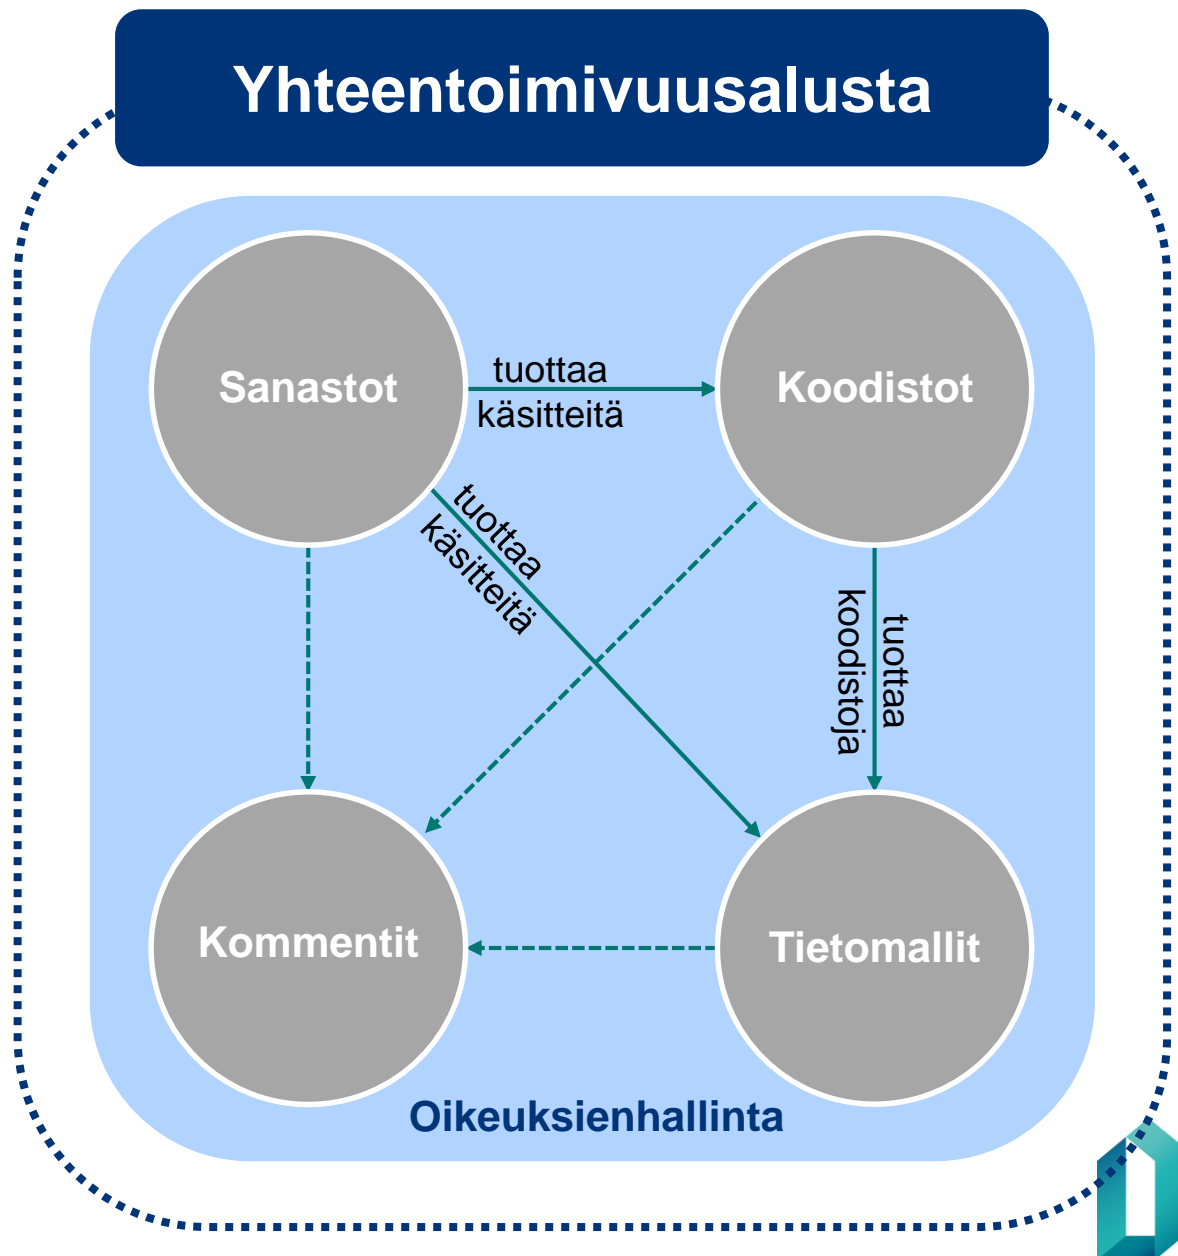 Yhteentoimivuusalusta
Sanastot
tuottaa
käsitteitä
Koodistot
tuottaa
käsitteitä
tuottaa
koodistoja
Kommentit
Tietomallit
Oikeuksienhallinta